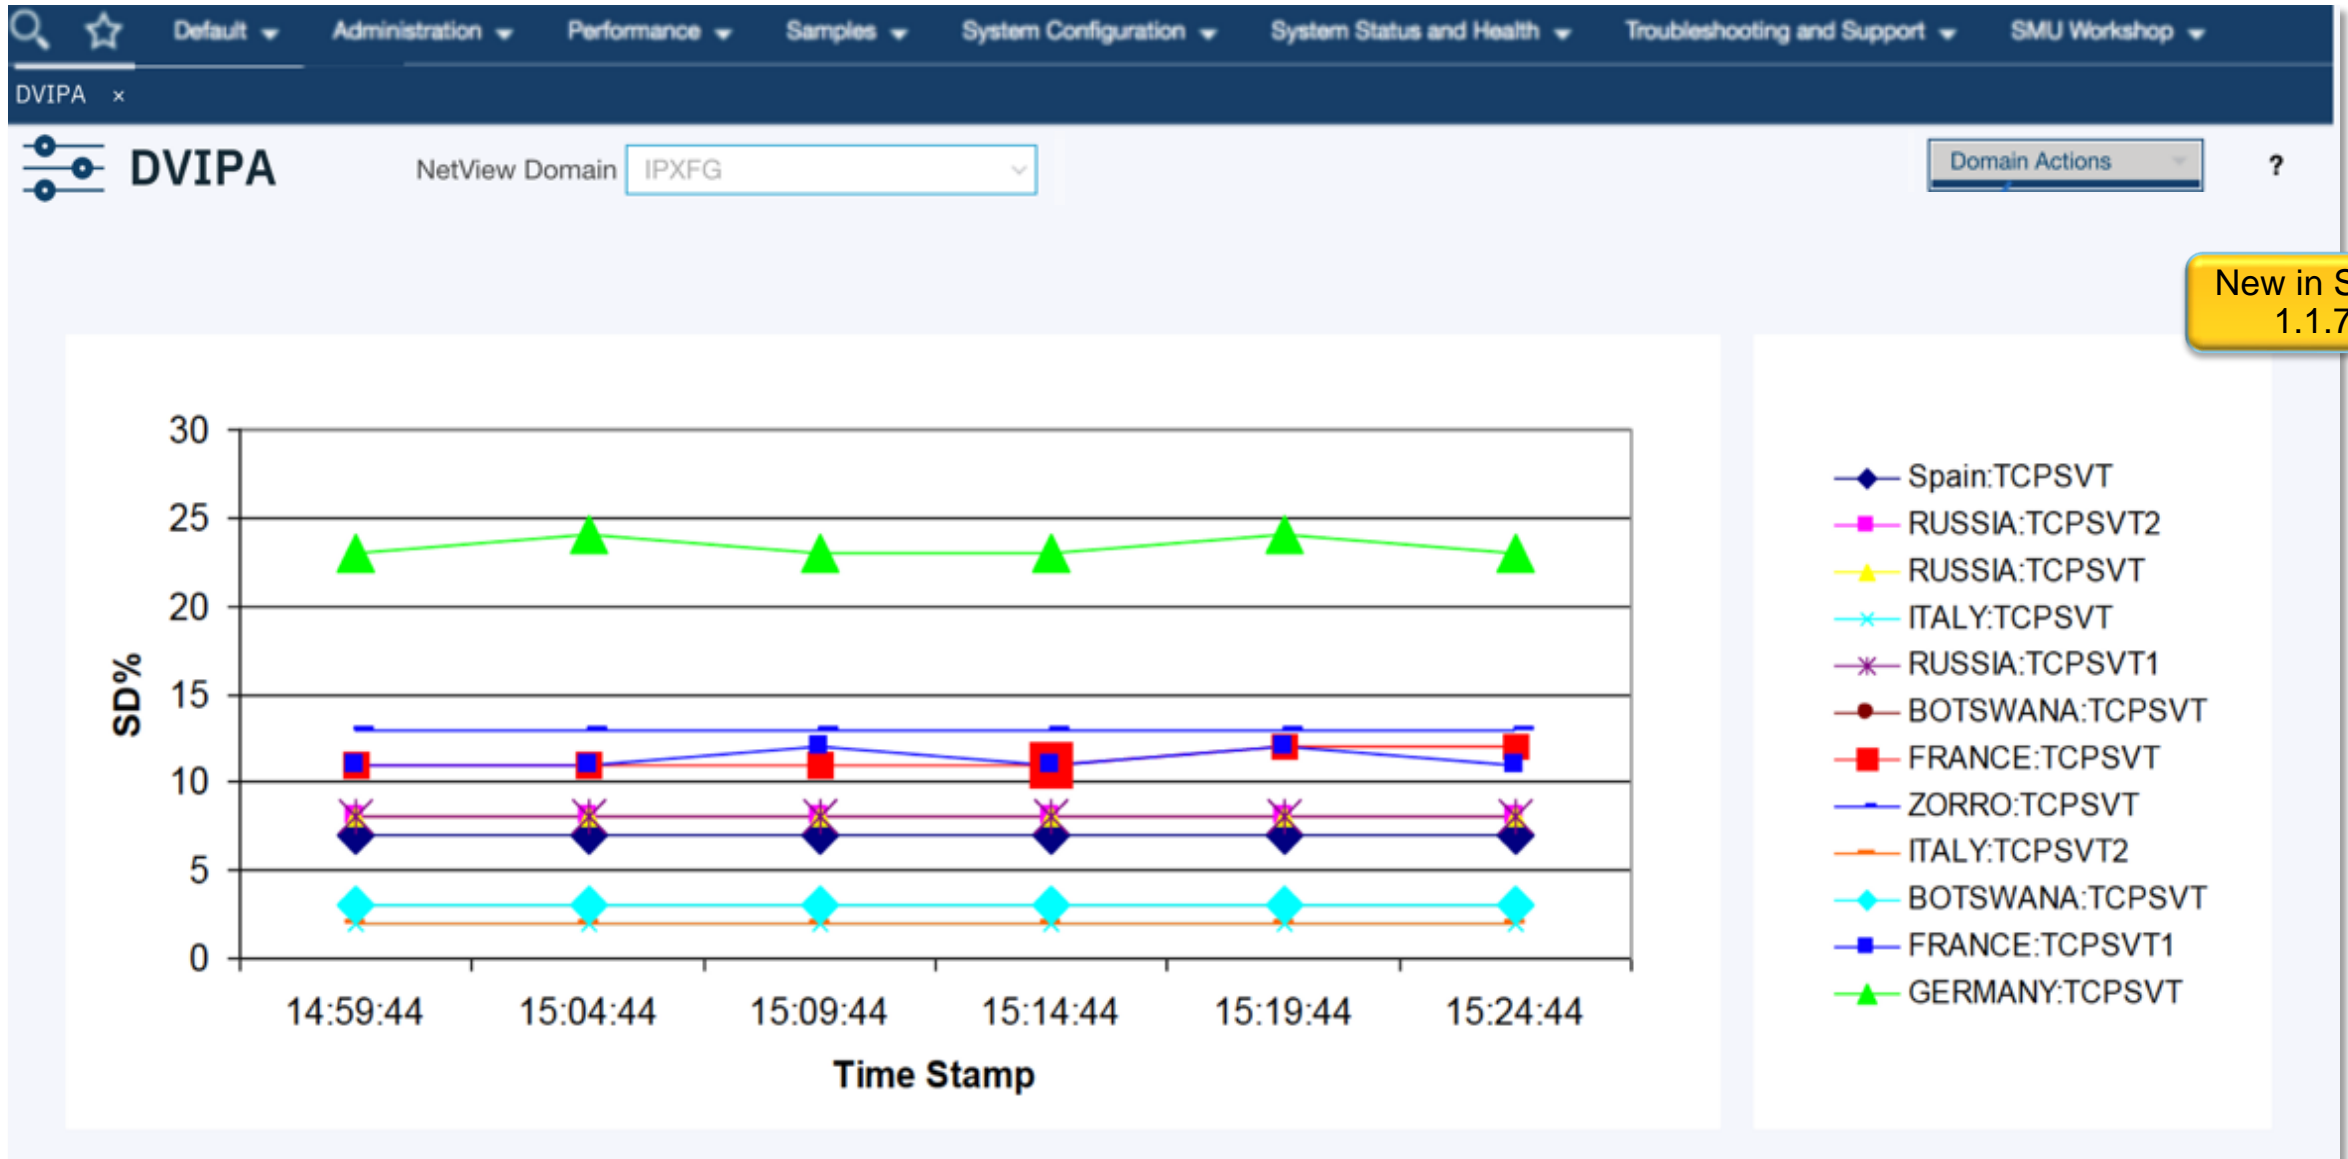 Default Administration Performance Samples System Configuration System Status and Health Troubleshooting and Support SMU Workshop
DVIPA ×
DVIPA NetView Domain IPXFG Domain Actions ?
New in
1.1.7
30
25
20
15
10
5
0
SD%
14:59:44 15:04:44 15:09:44 15:14:44 15:19:44 15:24:44
Time Stamp
Spain:TCPSVT
RUSSIA:TCPSVT2
RUSSIA:TCPSVT
ITALY:TCPSVT
RUSSIA:TCPSVT1
BOTSWANA:TCPSVT
FRANCE:TCPSVT
ZORRO:TCPSVT
ITALY:TCPSVT2
BOTSWANA:TCPSVT
FRANCE:TCPSVT1
GERMANY:TCPSVT